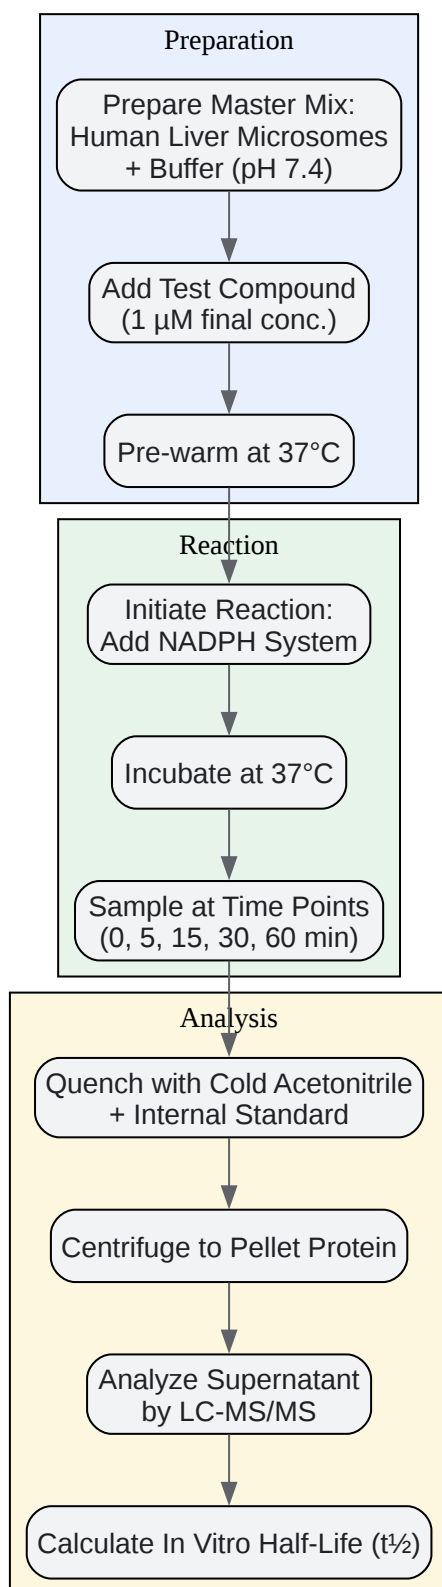 Preparation
Prepare Master Mix:
Human Liver Microsomes
+ Buffer (pH 7.4)
Add Test Compound
(1 µM final conc.)
Pre-warm at 37°C
Reaction
Initiate Reaction:
Add NADPH System
Incubate at 37°C
Sample at Time Points
(0, 5, 15, 30, 60 min)
Analysis
Quench with Cold Acetonitrile
+ Internal Standard
Centrifuge to Pellet Protein
Analyze Supernatant
by LC-MS/MS
Calculate In Vitro Half-Life (t½)